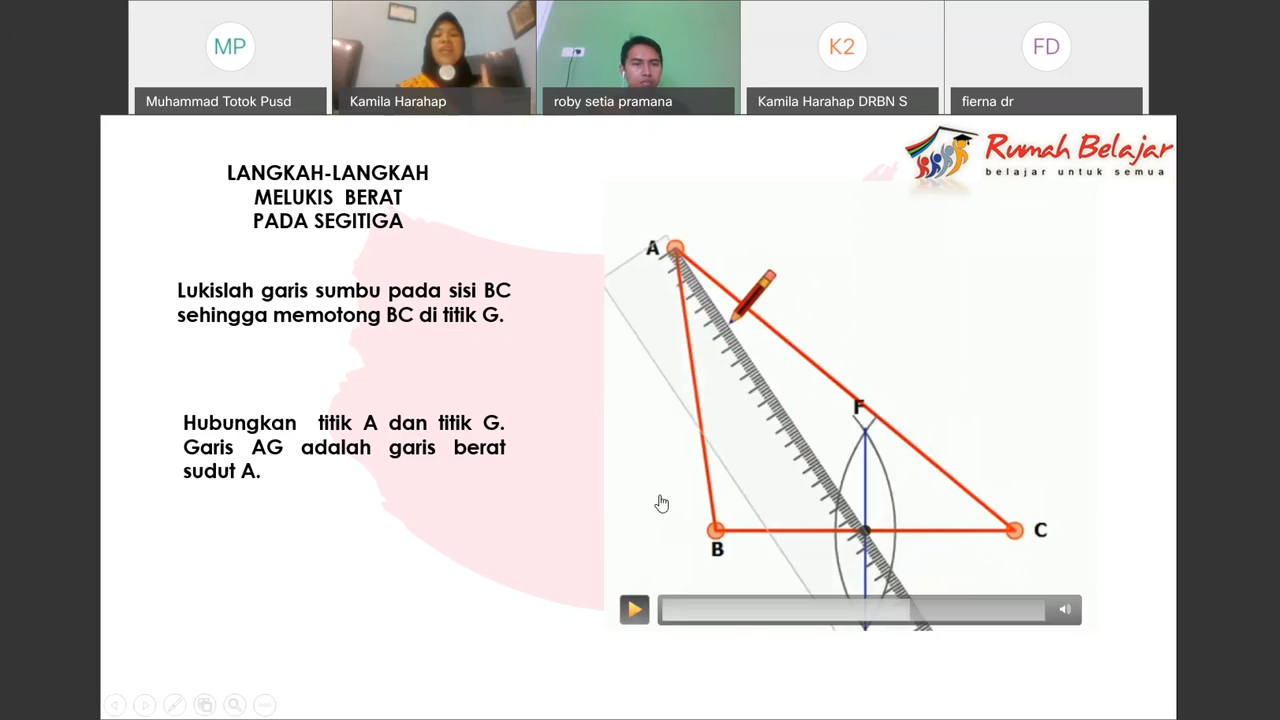 MP
K2
FD
Muhammad Totok Pusd
Kamila Harahap
roby setia pramana
Kamila Harahap DRBN S
fierna dr
Rumah Belajar
belajar untuk semua
LANGKAH-LANGKAH
MELUKIS BERAT
PADA SEGITIGA
Lukislah garis sumbu pada sisi BC
sehingga memotong BC di titik G.
Hubungkan titik A dan titik G.
Garis AG adalah garis berat
sudut A.
A
F
B
C